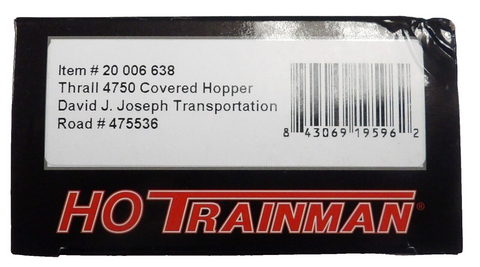 Item # 20 006 638
Thrall 4750 Covered Hopper
David J. Joseph Transportation
Road # 475536
8 43069 19596 2
HO TRAINMAN®